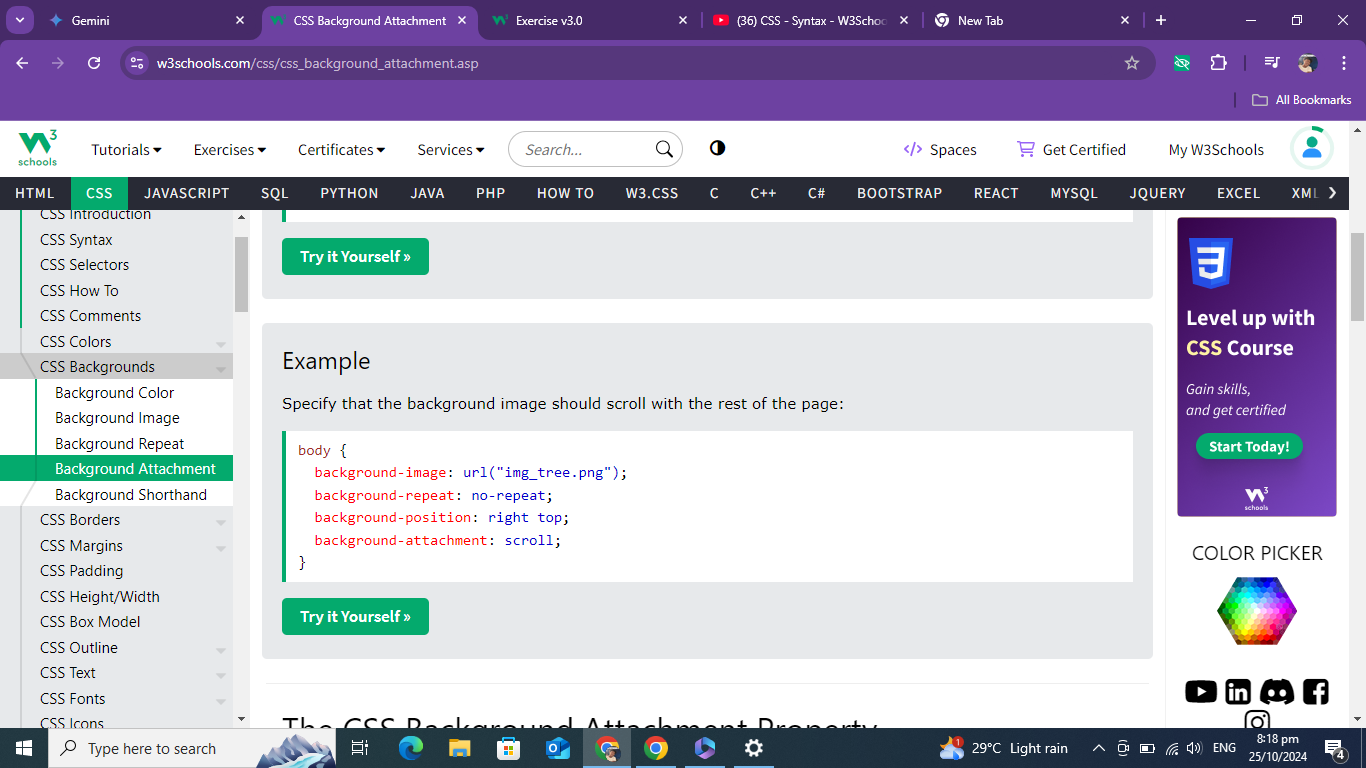 Gemini
CSS Background Attachment
Exercise v3.0
(36) CSS - Syntax - W3Schoo
New Tab
w3schools.com/css/css_background_attachment.asp
All Bookmarks
W3 schools
Tutorials
Exercises
Certificates
Services
Search...
Spaces
Get Certified
My W3Schools
HTML CSS JAVASCRIPT SQL PYTHON JAVA PHP HOW TO W3.CSS C C++ C# BOOTSTRAP REACT MYSQL JQUERY EXCEL XML
CSS Introduction
CSS Syntax
CSS Selectors
CSS How To
CSS Comments
CSS Colors
CSS Backgrounds
Background Color
Background Image
Background Repeat
Background Attachment
Background Shorthand
CSS Borders
CSS Margins
CSS Padding
CSS Height/Width
CSS Box Model
CSS Outline
CSS Text
CSS Fonts
CSS Icons
Try it Yourself »
Example
Specify that the background image should scroll with the rest of the page:
body {
background-image: url("img_tree.png");
background-repeat: no-repeat;
background-position: right top;
background-attachment: scroll;
}
Try it Yourself »
The CSS Background Attachment Property
3
Level up with
CSS Course
Gain skills,
and get certified
Start Today!
W3 schools
COLOR PICKER
Type here to search
1
29°C Light rain
ENG
8:18 pm
25/10/2024
4